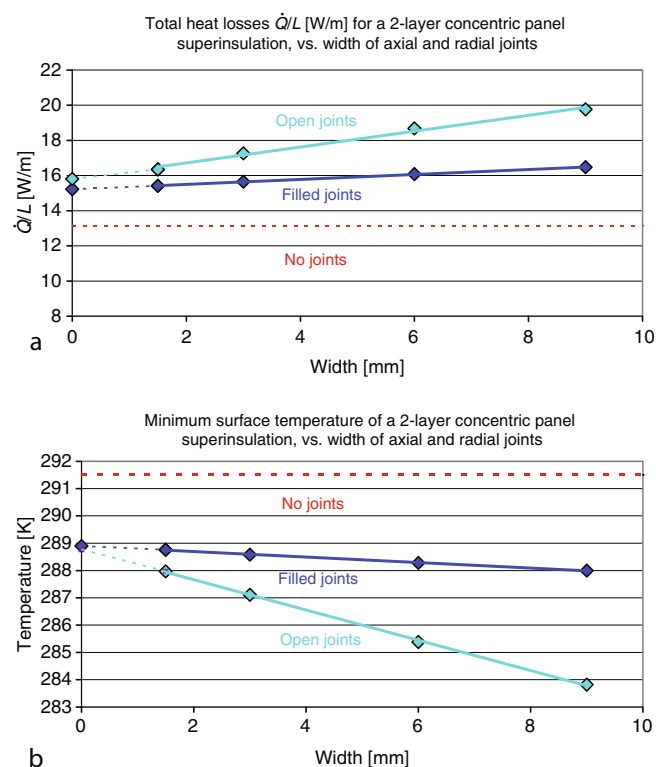 Total heat losses Q̇/L [W/m] for a 2-layer concentric panel
superinsulation, vs. width of axial and radial joints
22
20
18
16
14
12
10
8
Q̇/L [W/m]
Open joints
Filled joints
No joints
0 2 4 6 8 10
Width [mm]
a
Minimum surface temperature of a 2-layer concentric panel
superinsulation, vs. width of axial and radial joints
292
291
290
289
288
287
286
285
284
283
Temperature [K]
No joints
Filled joints
Open joints
0 2 4 6 8 10
Width [mm]
b